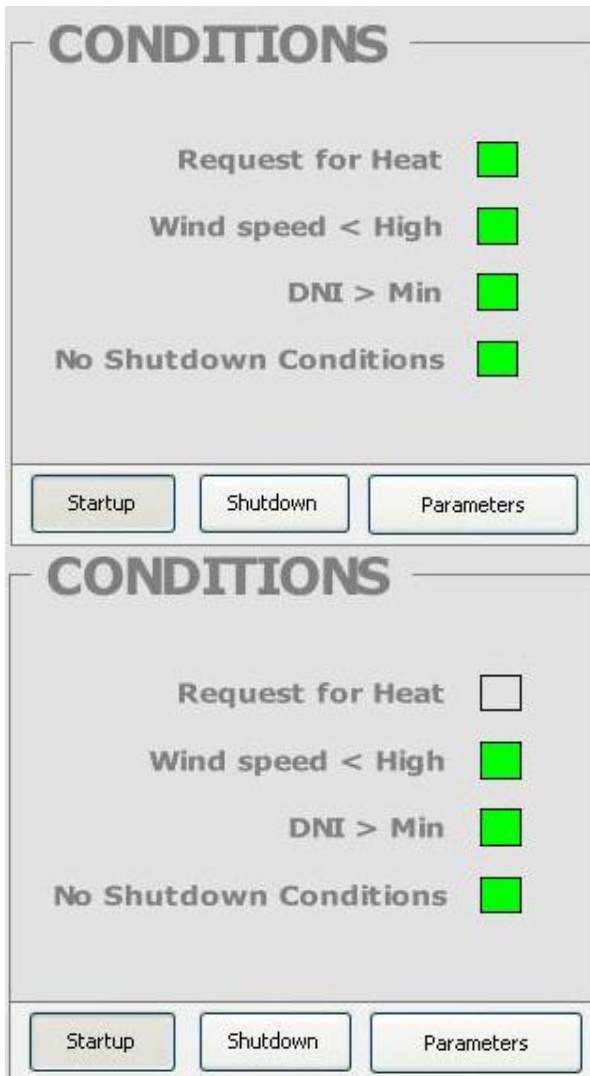 CONDITIONS
Request for Heat
Wind speed < High
DNI > Min
No Shutdown Conditions
Startup Shutdown Parameters
CONDITIONS
Request for Heat
Wind speed < High
DNI > Min
No Shutdown Conditions
Startup Shutdown Parameters